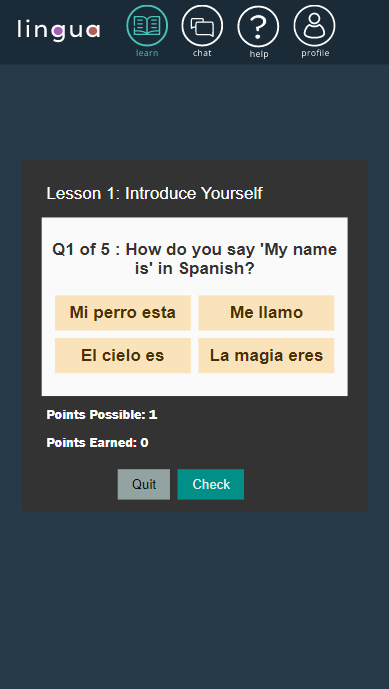 lingua
learn
chat
help
profile
Lesson 1: Introduce Yourself
Q1 of 5 : How do you say 'My name
is' in Spanish?
Mi perro esta
Me llamo
El cielo es
La magia eres
Points Possible: 1
Points Earned: 0
Quit
Check